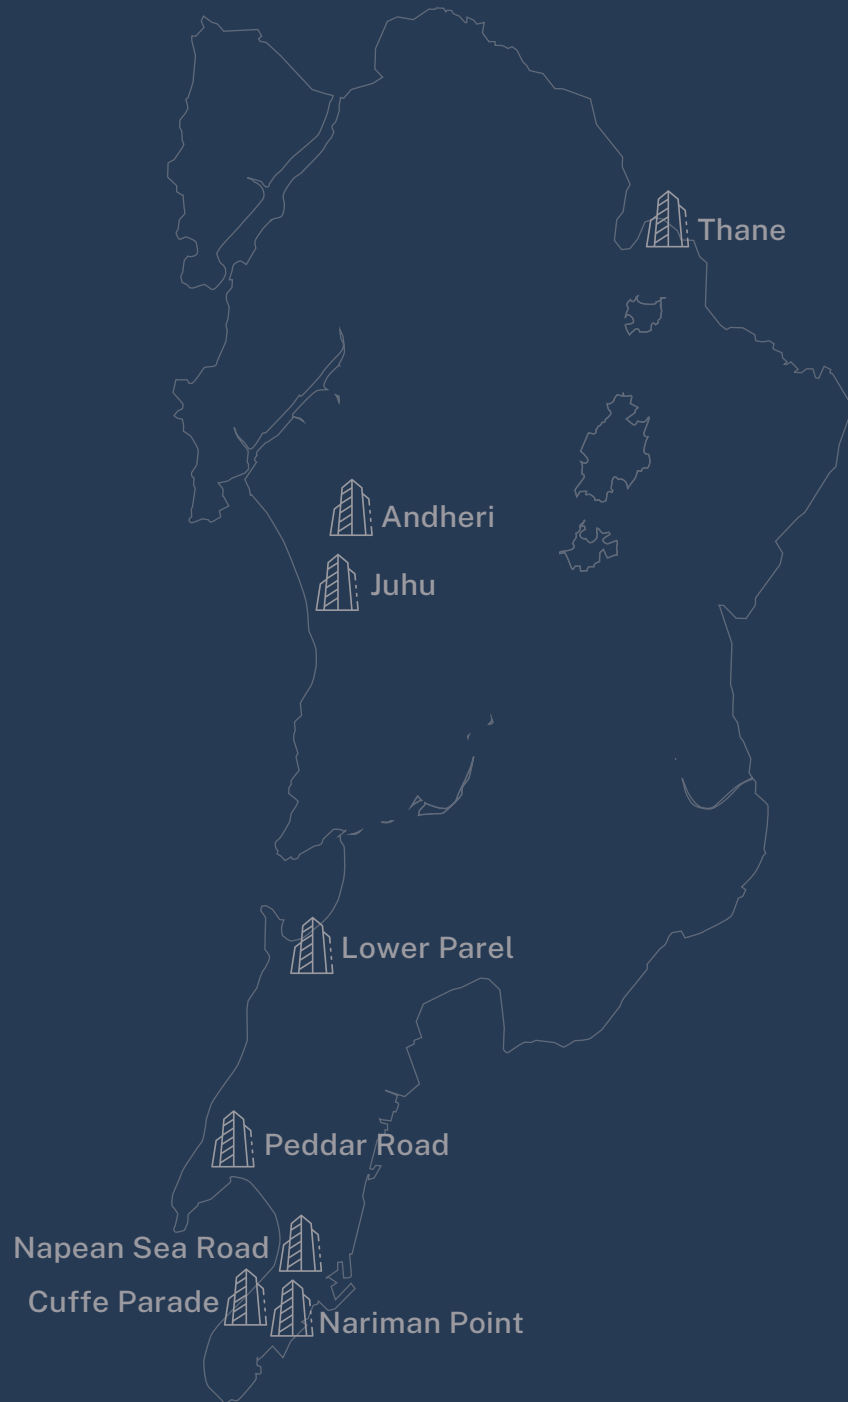 Thane
Andheri
Juhu
Lower Parel
Peddar Road
Napean Sea Road
Cuffe Parade
Nariman Point